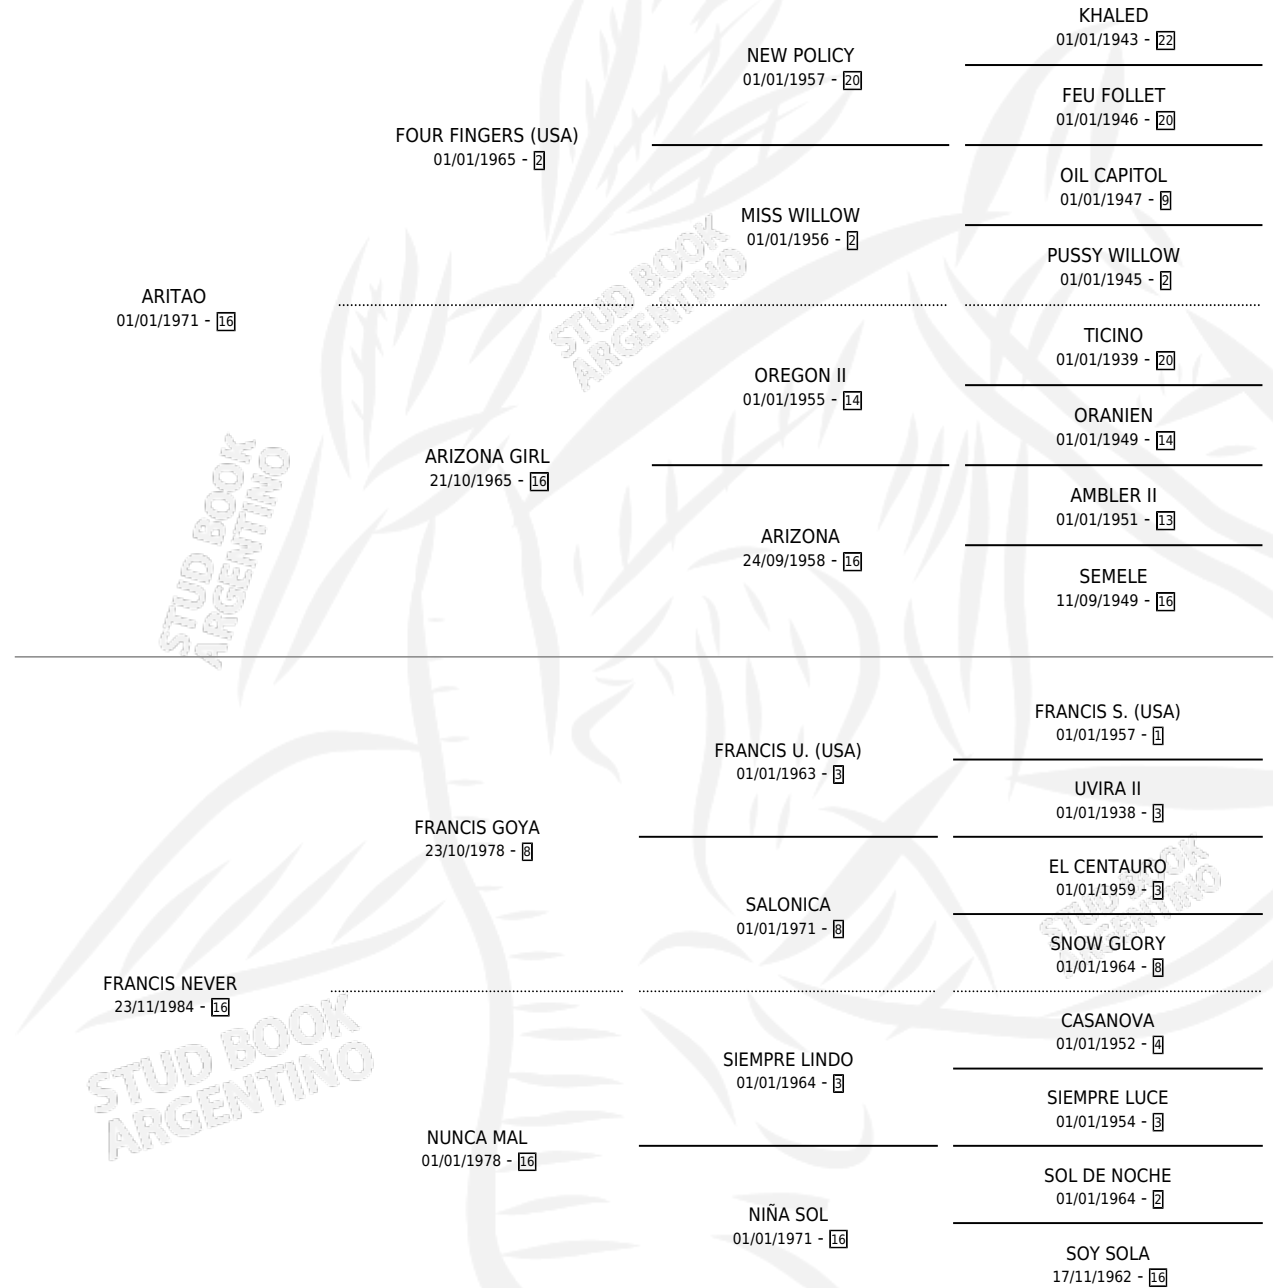 KHALED
01/01/1943 - 22
NEW POLICY
01/01/1957 - 20
FEU FOLLET
01/01/1946 - 20
FOUR FINGERS (USA)
01/01/1965 - 2
OIL CAPITOL
01/01/1947 - 9
MISS WILLOW
01/01/1956 - 2
PUSSY WILLOW
01/01/1945 - 2
STUD BOOK
ARGENTINO
ARITAO
01/01/1971 - 16
TICINO
01/01/1939 - 20
OREGON II
01/01/1955 - 14
ORANIEN
01/01/1949 - 14
ARIZONA GIRL
21/10/1965 - 16
AMBLER II
01/01/1951 - 13
ARIZONA
24/09/1958 - 16
SEMELE
11/09/1949 - 16
STUD BOOK
ARGENTINO
FRANCIS S. (USA)
01/01/1957 - 1
FRANCIS U. (USA)
01/01/1963 - 3
UVIRA II
01/01/1938 - 3
FRANCIS GOYA
23/10/1978 - 8
EL CENTAURO
01/01/1959 - 3
SALONICA
01/01/1971 - 8
SNOW GLORY
01/01/1964 - 8
STUD BOOK
ARGENTINO
FRANCIS NEVER
23/11/1984 - 16
CASANOVA
01/01/1952 - 4
SIEMPRE LINDO
01/01/1964 - 3
SIEMPRE LUCE
01/01/1954 - 3
STUD BOOK
ARGENTINO
NUNCA MAL
01/01/1978 - 16
SOL DE NOCHE
01/01/1964 - 2
NIÑA SOL
01/01/1971 - 16
SOY SOLA
17/11/1962 - 16